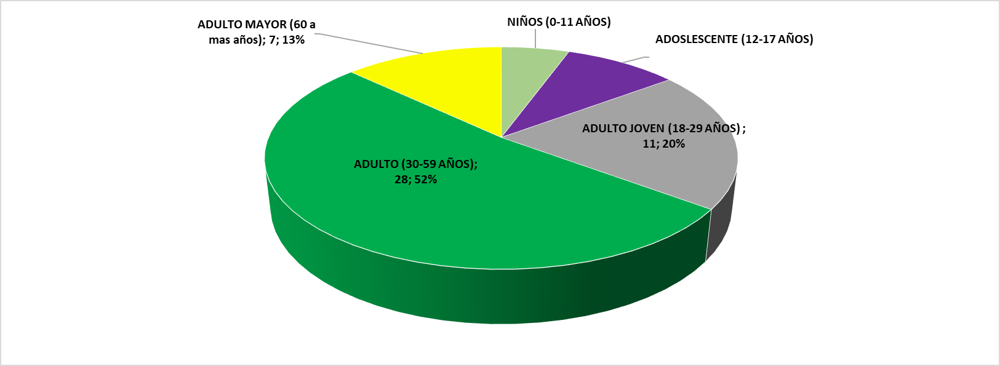 ADULTO MAYOR (60 a
mas años); 7; 13%
NIÑOS (0-11 AÑOS)
ADOSLESCENTE (12-17 AÑOS)
ADULTO JOVEN (18-29 AÑOS) ;
11; 20%
ADULTO (30-59 AÑOS);
28; 52%